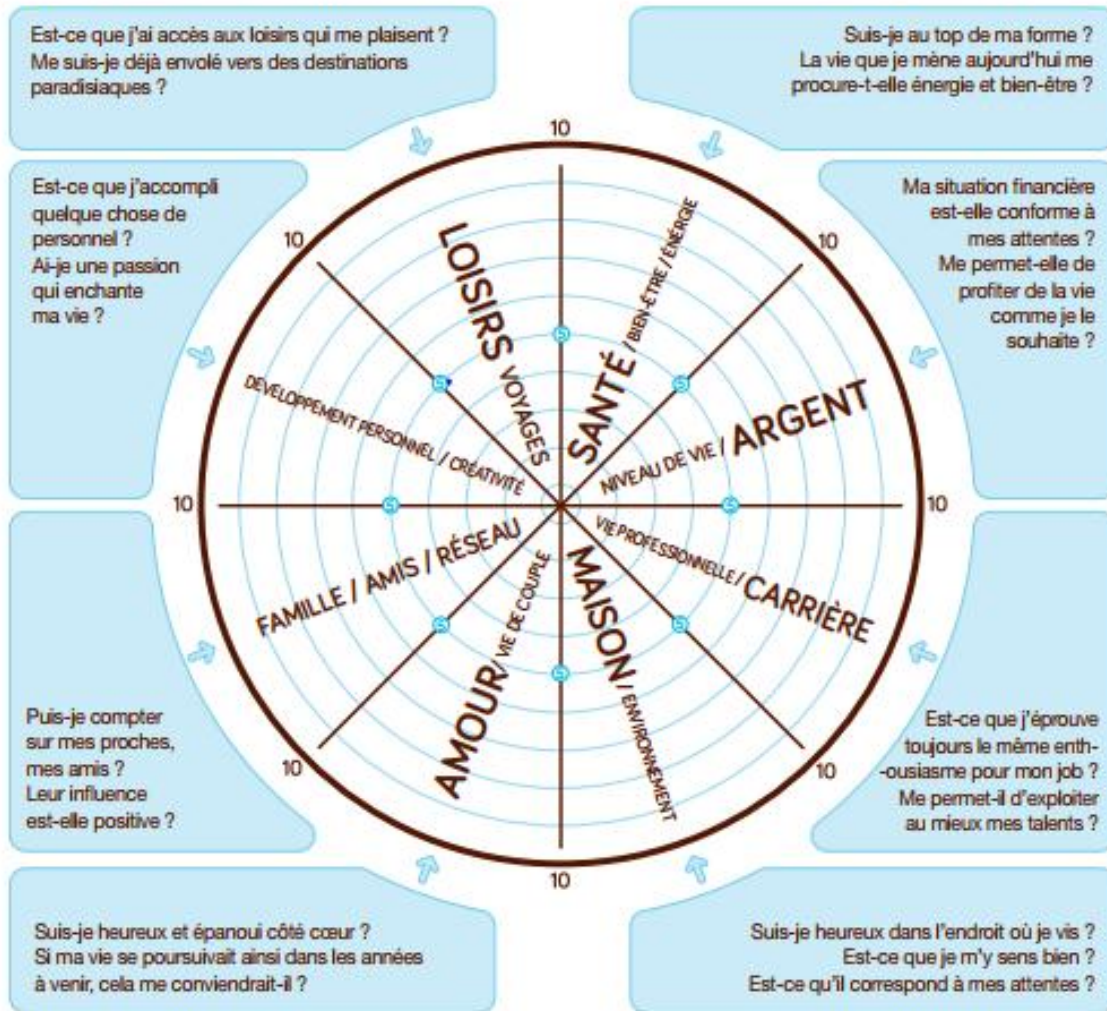 Est-ce que j'ai accès aux loisirs qui me plaisent ?
Me suis-je déjà envolé vers des destinations
paradisiaques ?
Suis-je au top de ma forme ?
La vie que je mène aujourd'hui me
procure-t-elle énergie et bien-être ?
Est-ce que j'accompli
quelque chose de
personnel ?
Ai-je une passion
qui enchante
ma vie ?
Ma situation financière
est-elle conforme à
mes attentes ?
Me permet-elle de
profiter de la vie
comme je le
souhaite ?
10
10
10
LOISIRS VOYAGES
SANTÉ / BIEN-ÊTRE / ÉNERGIE
DEVELOPPEMENT PERSONNEL / CRÉATIVITÉ
NIVEAU DE VIE / ARGENT
10
10
FAMILLE / AMIS / RÉSEAU
VIE PROFESSIONNELLE / CARRIÈRE
AMOUR / VIE DE COUPLE
MAISON / ENVIRONNEMENT
10
10
10
Puis-je compter
sur mes proches,
mes amis ?
Leur influence
est-elle positive ?
Est-ce que j'éprouve
toujours le même enth-
-ousiasme pour mon job ?
Me permet-il d'exploiter
au mieux mes talents ?
Suis-je heureux et épanoui côté cœur ?
Si ma vie se poursuivait ainsi dans les années
à venir, cela me conviendrait-il ?
Suis-je heureux dans l'endroit où je vis ?
Est-ce que je m'y sens bien ?
Est-ce qu'il correspond à mes attentes ?